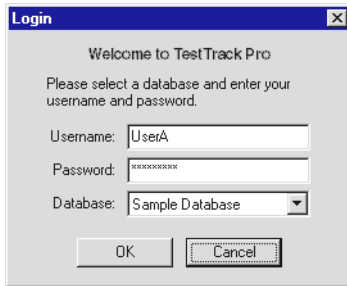 Login
Welcome to TestTrack Pro
Please select a database and enter your
username and password.
Username: UserA
Password: *********
Database: Sample Database
OK Cancel